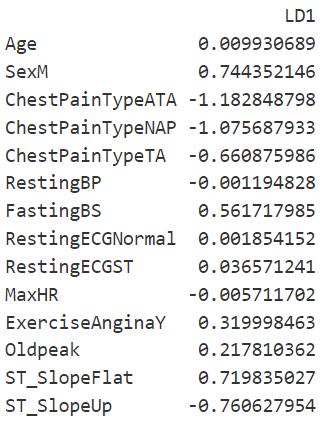 LD1
Age 0.009930689
SexM 0.744352146
ChestPainTypeATA -1.182848798
ChestPainTypeNAP -1.075687933
ChestPainTypeTA -0.660875986
RestingBP -0.001194828
FastingBS 0.561717985
RestingECGNormal 0.001854152
RestingECGST 0.036571241
MaxHR -0.005711702
ExerciseAnginaY 0.319998463
Oldpeak 0.217810362
ST_SlopeFlat 0.719835027
ST_SlopeUp -0.760627954